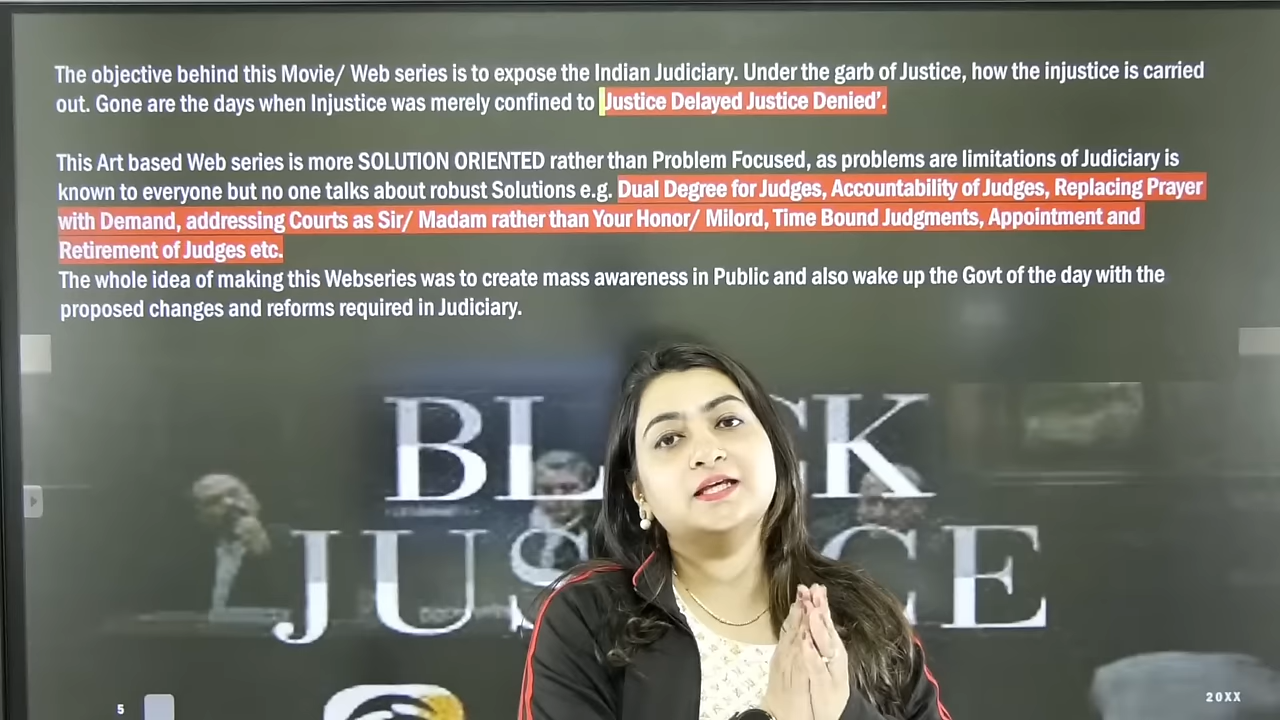 The objective behind this Movie/ Web series is to expose the Indian Judiciary. Under the garb of Justice, how the injustice is carried
out. Gone are the days when Injustice was merely confined to 'Justice Delayed Justice Denied'.
This Art based Web series is more SOLUTION ORIENTED rather than Problem Focused, as problems are limitations of Judiciary is
known to everyone but no one talks about robust Solutions e.g. Dual Degree for Judges, Accountability of Judges, Replacing Prayer
with Demand, addressing Courts as Sir/ Madam rather than Your Honor/ Milord, Time Bound Judgments, Appointment and
Retirement of Judges etc.
The whole idea of making this Webseries was to create mass awareness in Public and also wake up the Govt of the day with the
proposed changes and reforms required in Judiciary.
BL CK
JUS CE
5
20XX